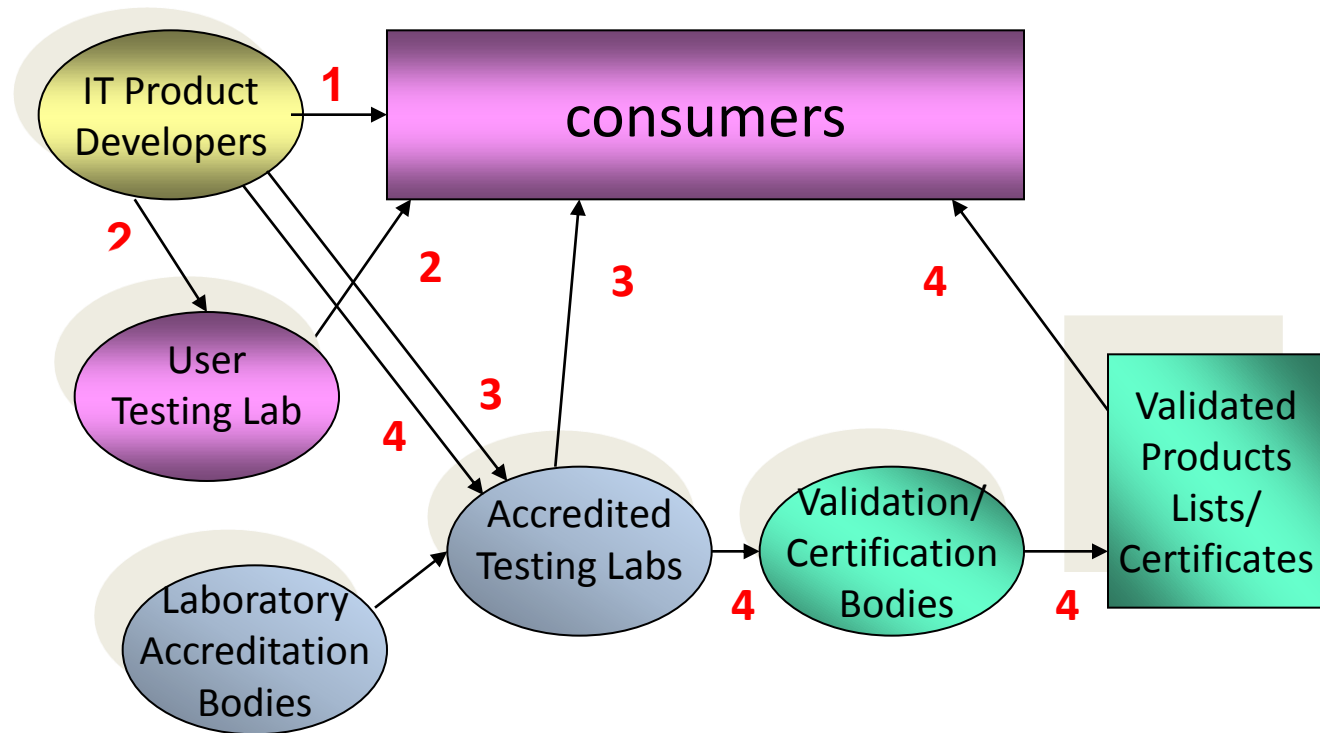 1
IT Product
Developers
consumers
2
2
3
4
User
Testing Lab
3
4
Validated
Products
Lists/
Certificates
Accredited
Testing Labs
Validation/
Certification
Bodies
4
4
Laboratory
Accreditation
Bodies